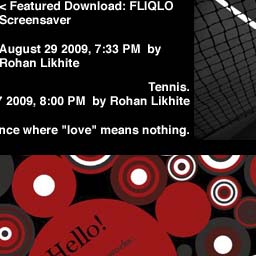 < Featured Download: FLIQLO
Screensaver
August 29 2009, 7:33 PM by
Rohan Likhite
Tennis.
2009, 8:00 PM by Rohan Likhite
where "love" means nothing.
Hello!